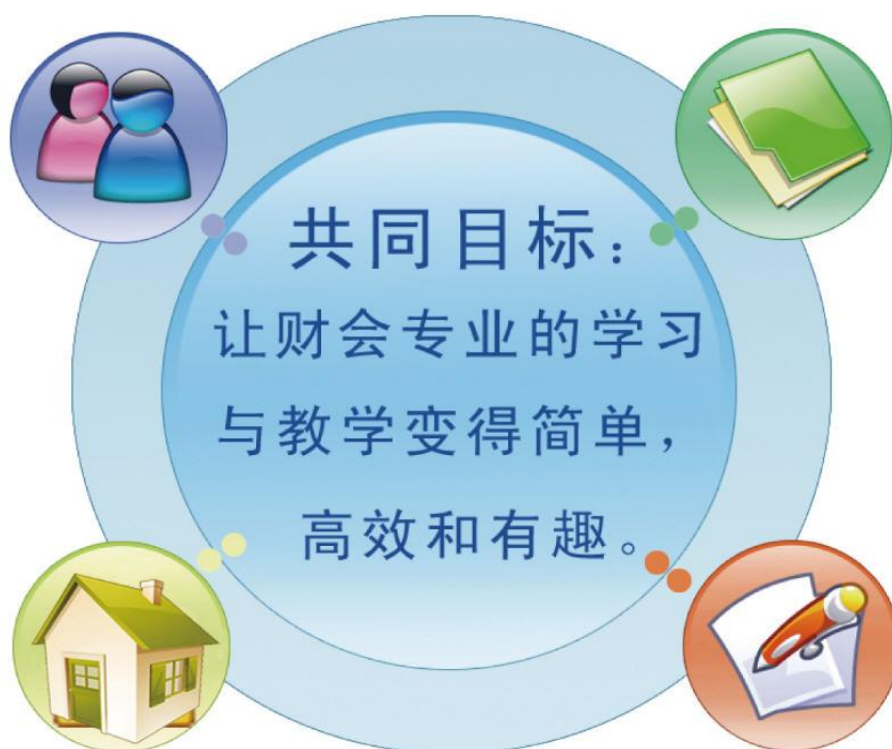 共同目标：
让财会专业的学习
与教学变得简单，
高效和有趣。